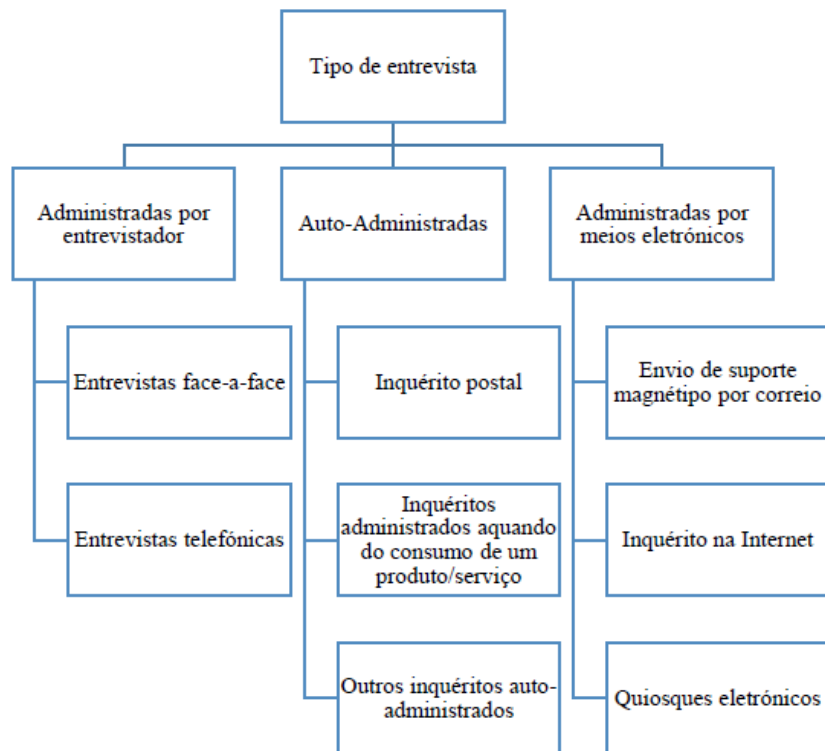 Tipo de entrevista
Administradas por
entrevistador
Auto-Administradas
Administradas por
meios eletrónicos
Entrevistas face-a-face
Inquérito postal
Envio de suporte
magnétipo por correio
Entrevistas telefónicas
Inquéritos
administrados aquando
do consumo de um
produto/serviço
Inquérito na Internet
Outros inquéritos auto-
administrados
Quiosques eletrónicos